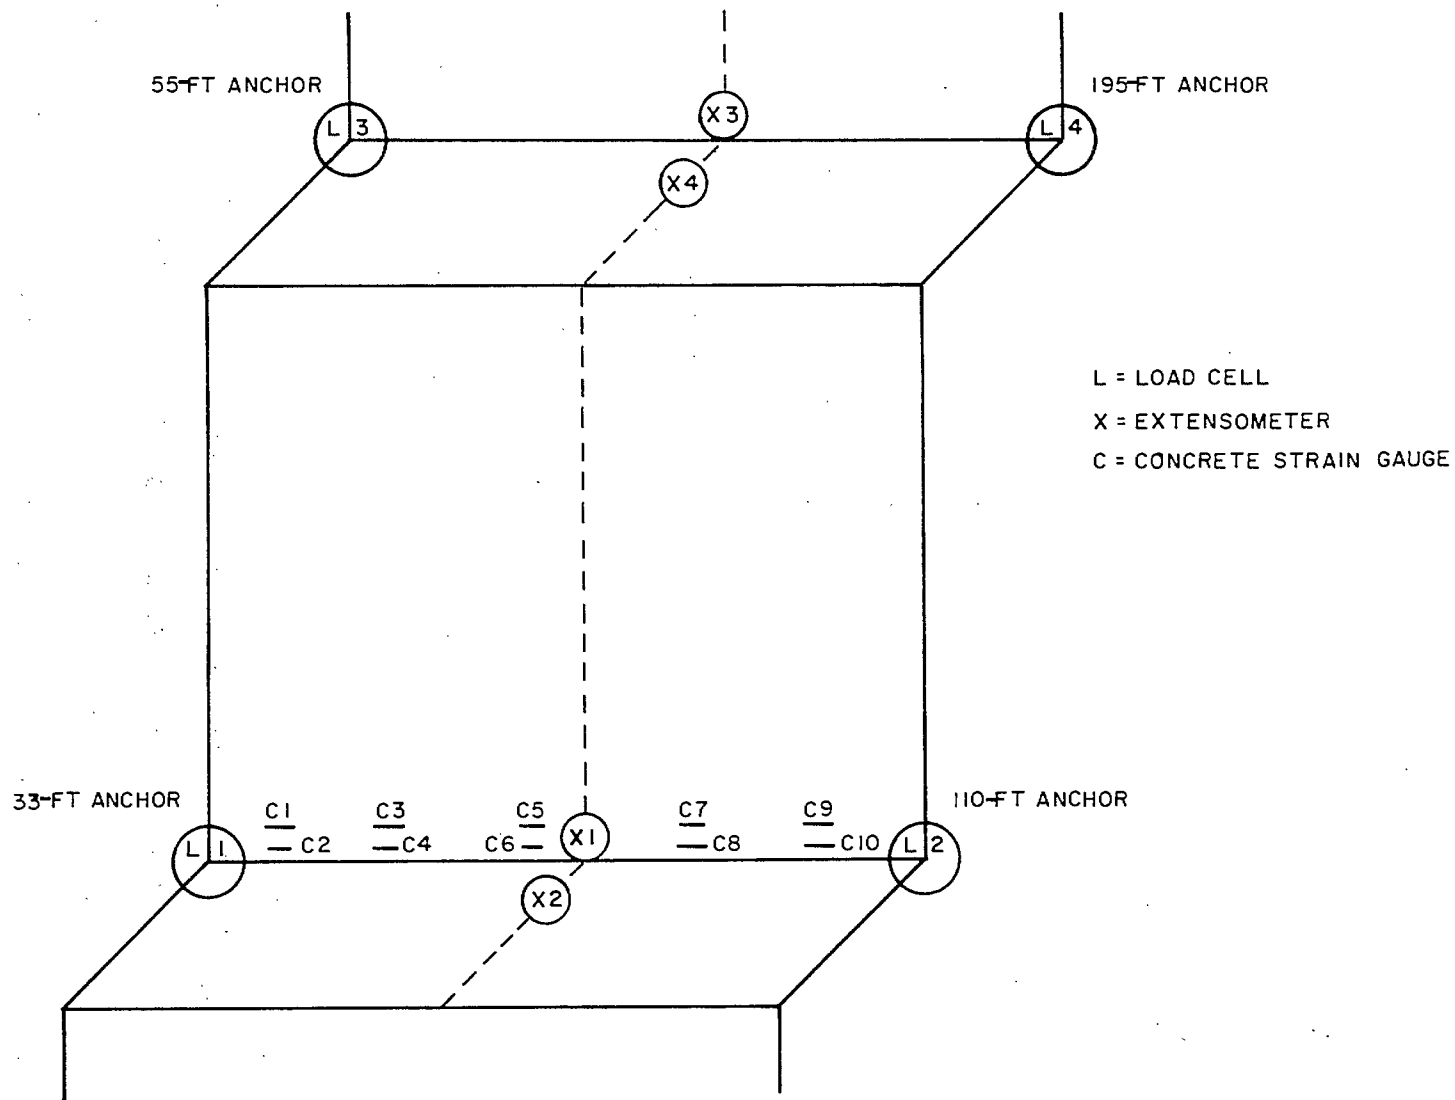 55-FT ANCHOR
195-FT ANCHOR
X3
L 3
L 4
X4
L = LOAD CELL
X = EXTENSOMETER
C = CONCRETE STRAIN GAUGE
33-FT ANCHOR
110-FT ANCHOR
C1 C3 C5 C7 C9
L 1 C2 C4 C6 X1 C8 C10 L 2
X2